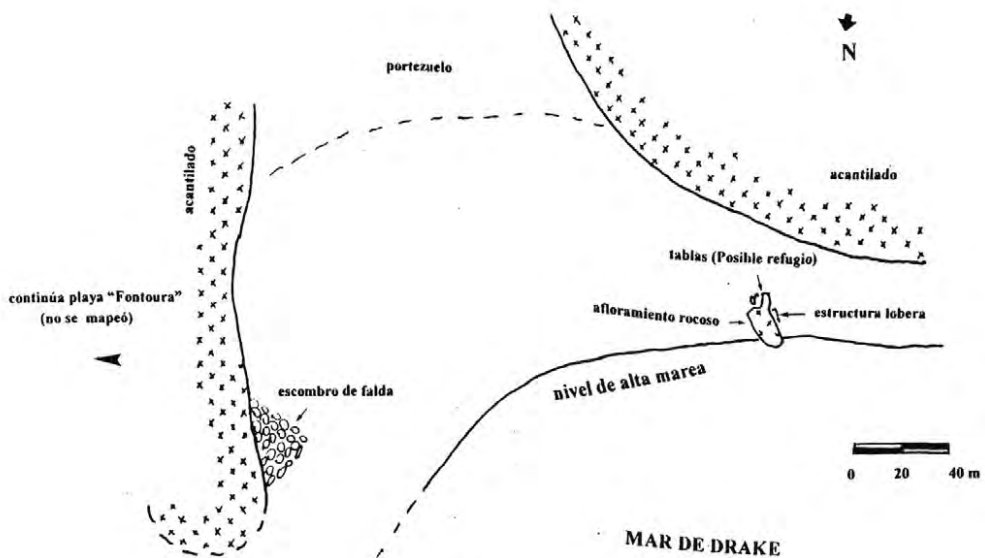 N
portezuelo
acantilado
acantilado
tablas (Posible refugio)
continúa playa "Fontoura"
(no se mapeó)
afloramiento rocoso
estructura lobera
nivel de alta marea
escombro de falda
0 20 40 m
MAR DE DRAKE